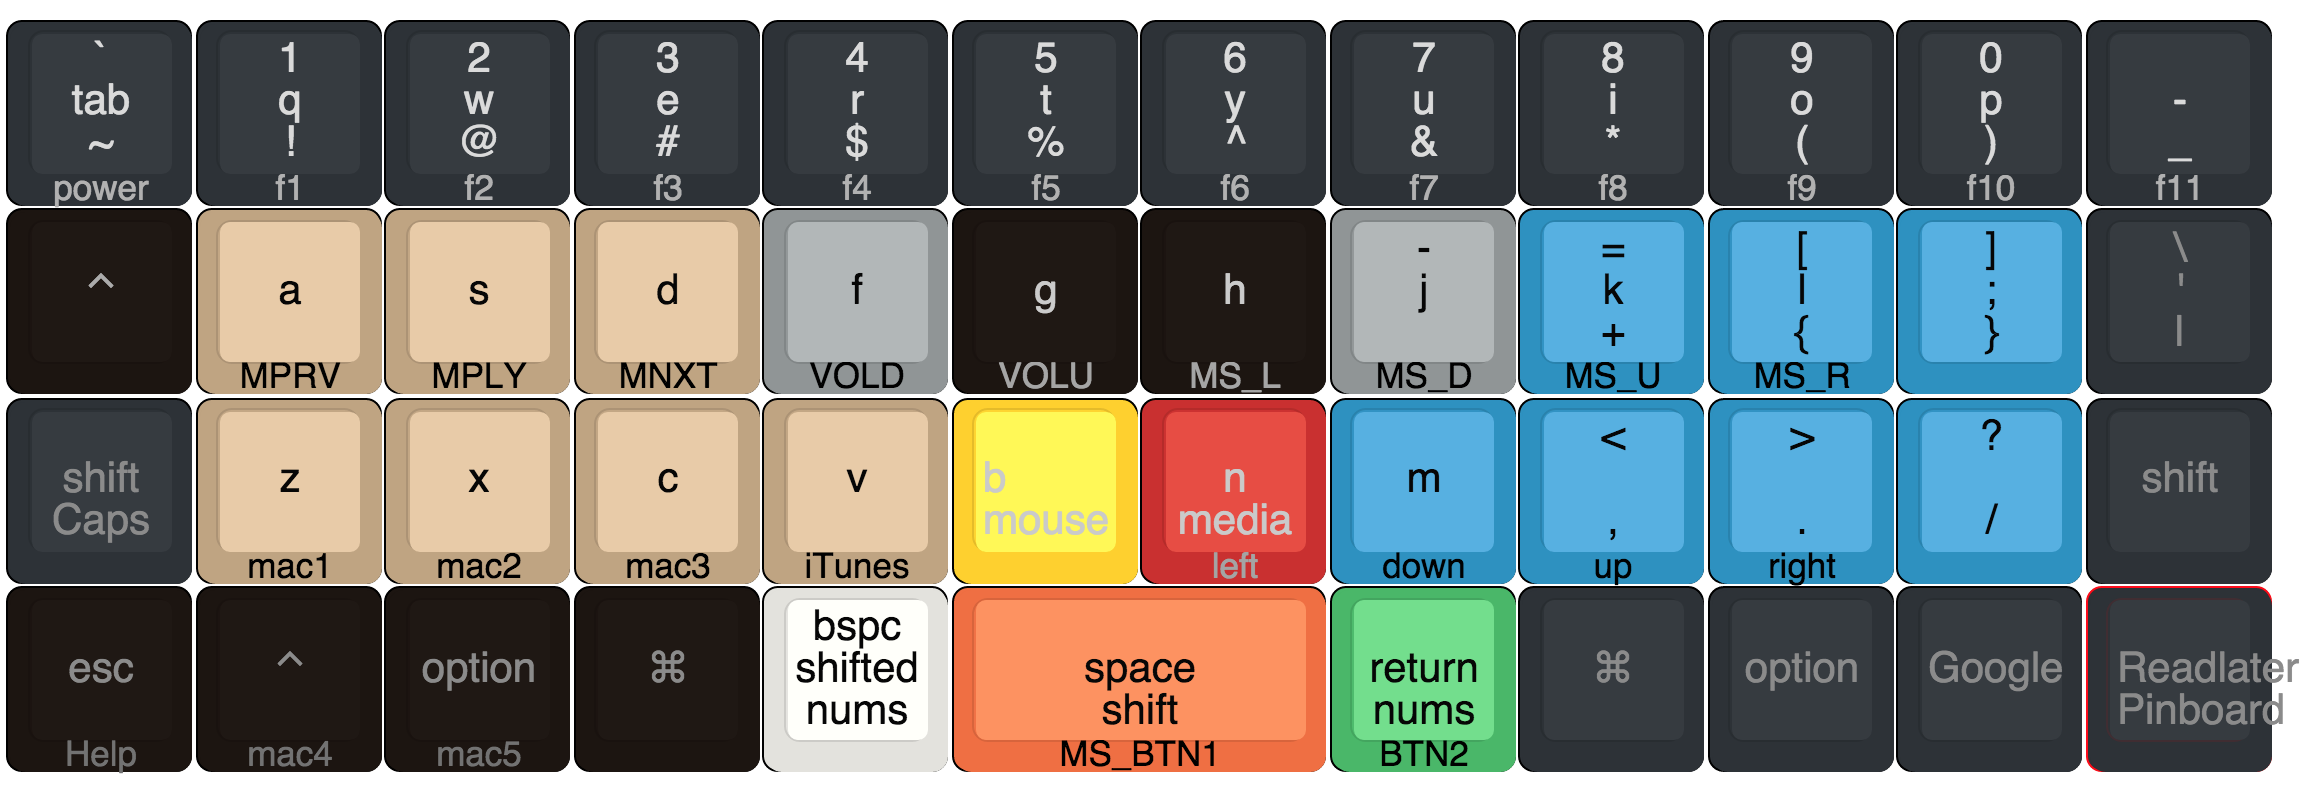 ` 1 2 3 4 5 6 7 8 9 0
tab q w e r t y u i o p -
~ ! @ # $ % ^ & * ( ) _
power f1 f2 f3 f4 f5 f6 f7 f8 f9 f10 f11
- = [ ] \
^ a s d f g h j k l ; '
+ { } |
MPRV MPLY MNXT VOLD VOLU MS_L MS_D MS_U MS_R
< > ?
shift z x c v b n m shift
Caps mouse media , . /
mac1 mac2 mac3 iTunes left down up right
bspc
esc ^ option ⌘ shifted space return ⌘ option Google Readlater
nums shift nums Pinboard
Help mac4 mac5 MS_BTN1 BTN2